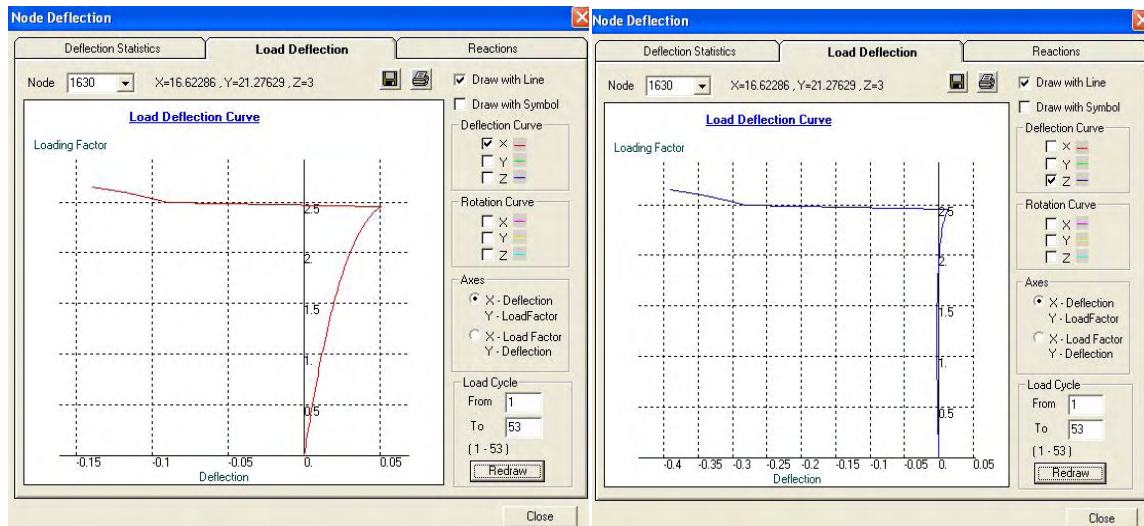 Node Deflection
Deflection Statistics Load Deflection Reactions
Node 1630 X=16.62286 , Y=21.27629 , Z=3
Draw with Line
Draw with Symbol
Load Deflection Curve
Loading Factor
Deflection Curve
X
Y
Z
Rotation Curve
X
Y
Z
Axes
X - Deflection
Y - LoadFactor
X - Load Factor
Y - Deflection
Load Cycle
From 1
To 53
( 1 - 53 )
Redraw
2.5
2.
1.5
1.
0.5
-0.15 -0.1 -0.05 0. 0.05
Deflection
Close
Node Deflection
Deflection Statistics Load Deflection Reactions
Node 1630 X=16.62286 , Y=21.27629 , Z=3
Draw with Line
Draw with Symbol
Load Deflection Curve
Loading Factor
Deflection Curve
X
Y
Z
Rotation Curve
X
Y
Z
Axes
X - Deflection
Y - LoadFactor
X - Load Factor
Y - Deflection
Load Cycle
From 1
To 53
( 1 - 53 )
Redraw
2.5
2.
1.5
1.
0.5
-0.4 -0.35 -0.3 -0.25 -0.2 -0.15 -0.1 -0.05 0. 0.05
Deflection
Close